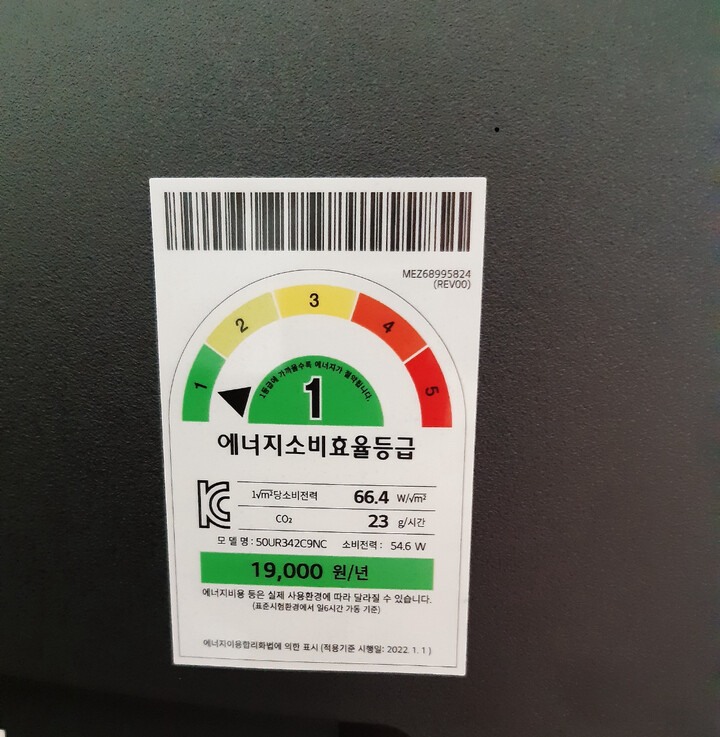 MEZ68995824
(REV00)
1
2
3
4
5
1등급에 가까울수록 에너지가 절약됩니다.
1
에너지소비효율등급
1√m²당소비전력 66.4 W/√m²
CO₂ 23 g/시간
모 델 명 : 50UR342C9NC 소비전력 : 54.6 W
19,000 원/년
에너지비용 등은 실제 사용환경에 따라 달라질 수 있습니다.
(표준시험환경에서 일6시간 가동 기준)
에너지이용합리화법에 의한 표시 (적용기준 시행일: 2022. 1. 1 )